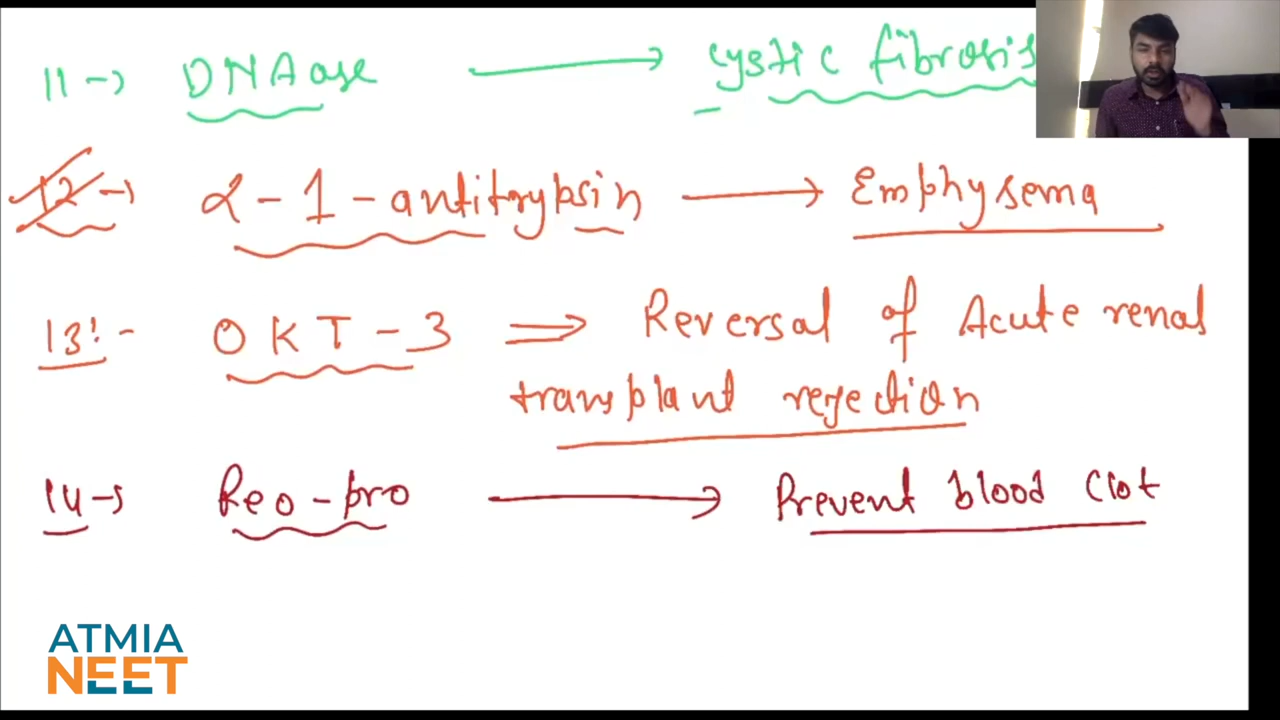 11 → DNAase → cystic fibrosis
12 → α-1-antitrypsin → Emphysema
13:- OKT-3 ⇒ Reversal of Acute renal
transplant rejection
14 → Reo-pro → Prevent blood clot
ATMIA
NEET